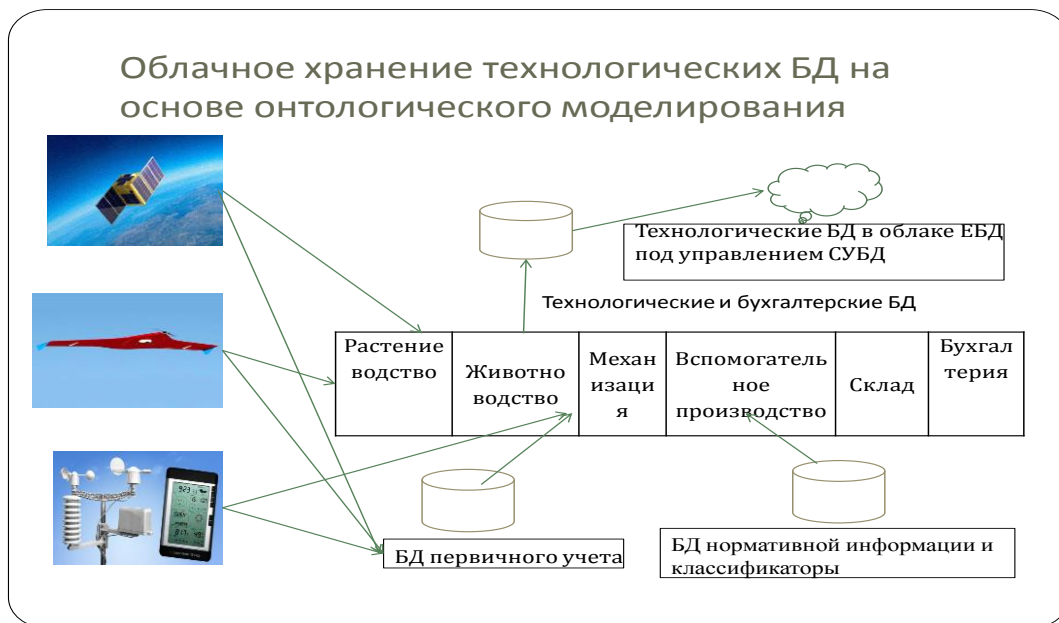 Облачное хранение технологических БД на
основе онтологического моделирования
Технологические БД в облаке ЕБД
под управлением СУБД
Технологические и бухгалтерские БД
Растение
водство
Животно
водство
Механ
изаци
я
Вспомогатель
ное
производство
Склад
Бухгал
терия
БД первичного учета
БД нормативной информации и
классификаторы